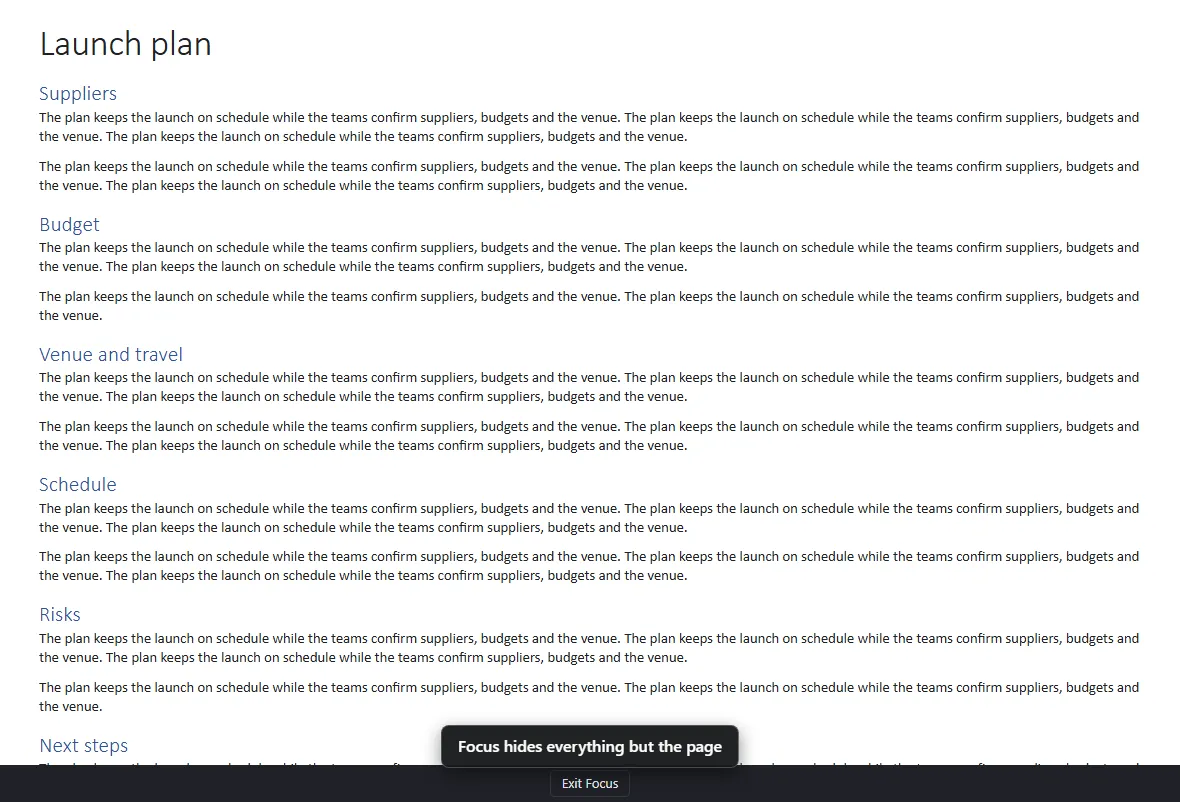 Launch plan
Suppliers
The plan keeps the launch on schedule while the teams confirm suppliers, budgets and the venue. The plan keeps the launch on schedule while the teams confirm suppliers, budgets and
the venue. The plan keeps the launch on schedule while the teams confirm suppliers, budgets and the venue.
The plan keeps the launch on schedule while the teams confirm suppliers, budgets and the venue. The plan keeps the launch on schedule while the teams confirm suppliers, budgets and
the venue. The plan keeps the launch on schedule while the teams confirm suppliers, budgets and the venue.
Budget
The plan keeps the launch on schedule while the teams confirm suppliers, budgets and the venue. The plan keeps the launch on schedule while the teams confirm suppliers, budgets and
the venue. The plan keeps the launch on schedule while the teams confirm suppliers, budgets and the venue.
The plan keeps the launch on schedule while the teams confirm suppliers, budgets and the venue. The plan keeps the launch on schedule while the teams confirm suppliers, budgets and
the venue.
Venue and travel
The plan keeps the launch on schedule while the teams confirm suppliers, budgets and the venue. The plan keeps the launch on schedule while the teams confirm suppliers, budgets and
the venue. The plan keeps the launch on schedule while the teams confirm suppliers, budgets and the venue.
The plan keeps the launch on schedule while the teams confirm suppliers, budgets and the venue. The plan keeps the launch on schedule while the teams confirm suppliers, budgets and
the venue. The plan keeps the launch on schedule while the teams confirm suppliers, budgets and the venue.
Schedule
The plan keeps the launch on schedule while the teams confirm suppliers, budgets and the venue. The plan keeps the launch on schedule while the teams confirm suppliers, budgets and
the venue. The plan keeps the launch on schedule while the teams confirm suppliers, budgets and the venue.
The plan keeps the launch on schedule while the teams confirm suppliers, budgets and the venue. The plan keeps the launch on schedule while the teams confirm suppliers, budgets and
the venue. The plan keeps the launch on schedule while the teams confirm suppliers, budgets and the venue.
Risks
The plan keeps the launch on schedule while the teams confirm suppliers, budgets and the venue. The plan keeps the launch on schedule while the teams confirm suppliers, budgets and
the venue. The plan keeps the launch on schedule while the teams confirm suppliers, budgets and the venue.
The plan keeps the launch on schedule while the teams confirm suppliers, budgets and the venue. The plan keeps the launch on schedule while the teams confirm suppliers, budgets and
the venue.
Next steps
Focus hides everything but the page
Exit Focus